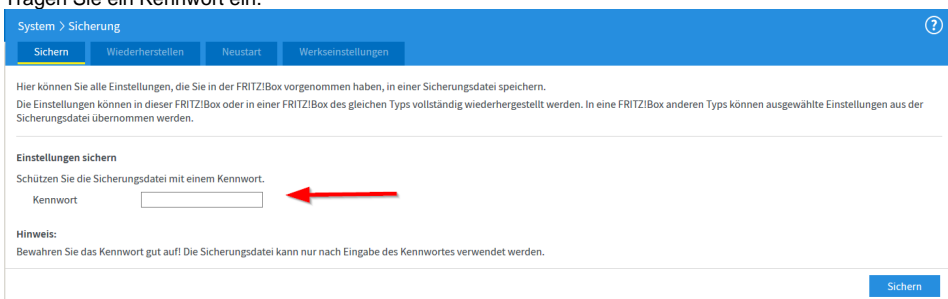 Tragen Sie ein Kennwort ein.
System > Sicherung
Sichern Wiederherstellen Neustart Werkseinstellungen
Hier können Sie alle Einstellungen, die Sie in der FRITZ!Box vorgenommen haben, in einer Sicherungsdatei speichern.
Die Einstellungen können in dieser FRITZ!Box oder in einer FRITZ!Box des gleichen Typs vollständig wiederhergestellt werden. In eine FRITZ!Box anderen Typs können ausgewählte Einstellungen aus der
Sicherungsdatei übernommen werden.
Einstellungen sichern
Schützen Sie die Sicherungsdatei mit einem Kennwort.
Kennwort
Hinweis:
Bewahren Sie das Kennwort gut auf! Die Sicherungsdatei kann nur nach Eingabe des Kennwortes verwendet werden.
Sichern